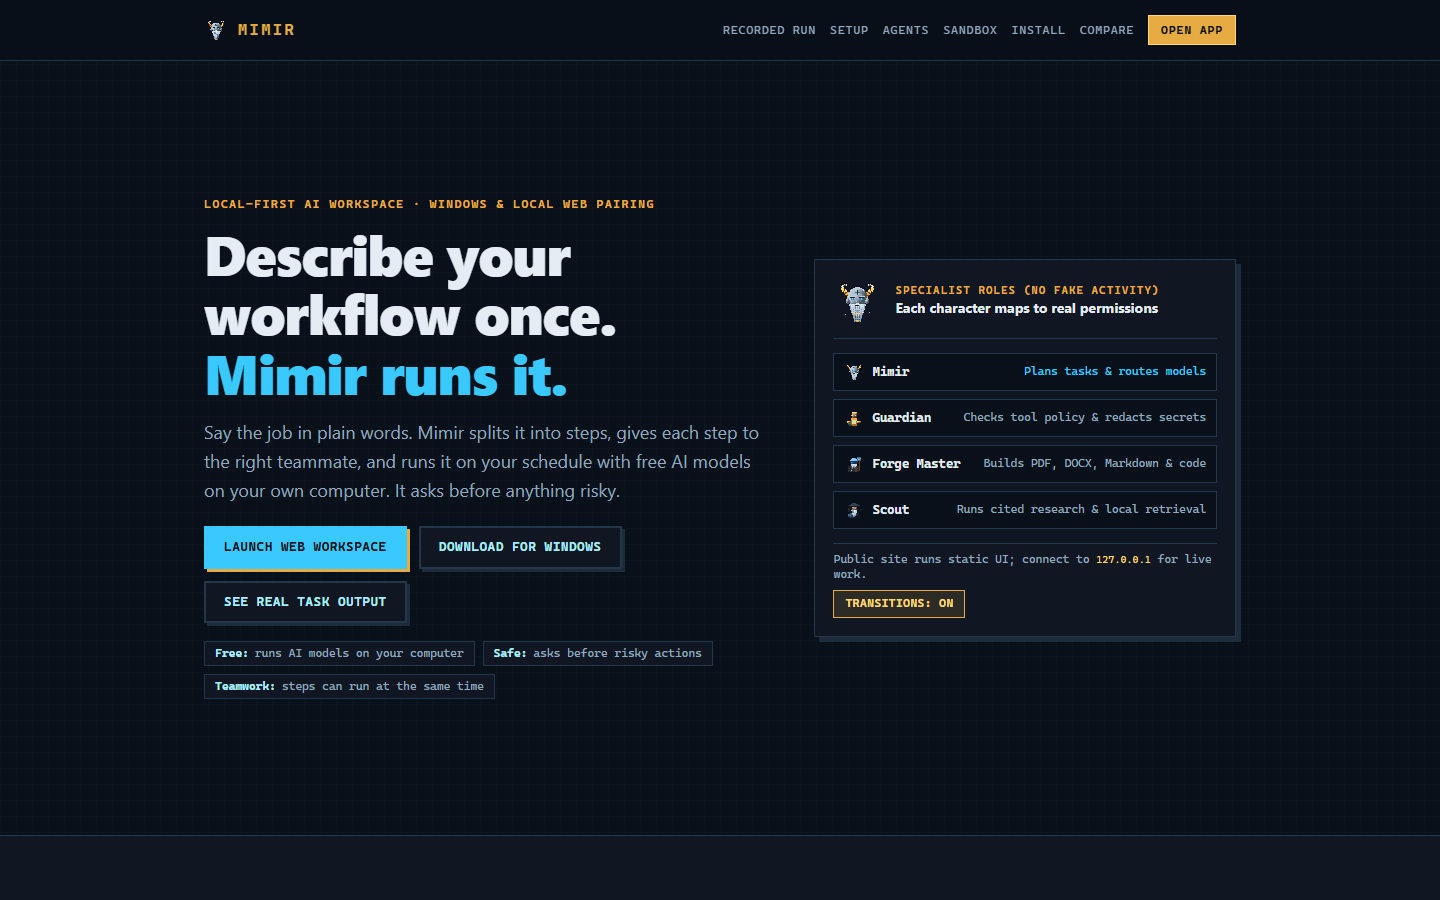 MIMIR
RECORDED RUN SETUP AGENTS SANDBOX INSTALL COMPARE OPEN APP
LOCAL-FIRST AI WORKSPACE · WINDOWS & LOCAL WEB PAIRING
Describe your
workflow once.
Mimir runs it.
Say the job in plain words. Mimir splits it into steps, gives each step to
the right teammate, and runs it on your schedule with free AI models
on your own computer. It asks before anything risky.
LAUNCH WEB WORKSPACE DOWNLOAD FOR WINDOWS
SEE REAL TASK OUTPUT
Free: runs AI models on your computer Safe: asks before risky actions
Teamwork: steps can run at the same time
SPECIALIST ROLES (NO FAKE ACTIVITY)
Each character maps to real permissions
Mimir Plans tasks & routes models
Guardian Checks tool policy & redacts secrets
Forge Master Builds PDF, DOCX, Markdown & code
Scout Runs cited research & local retrieval
Public site runs static UI; connect to 127.0.0.1 for live
work.
TRANSITIONS: ON